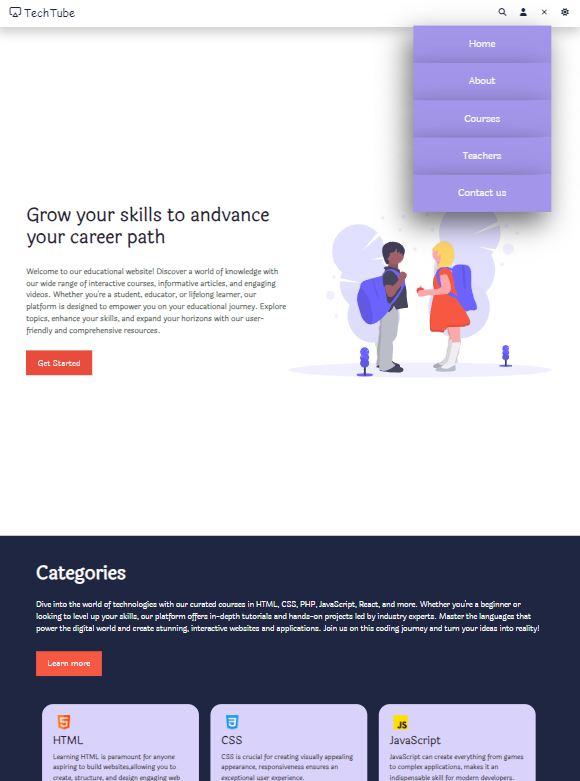 TechTube
Home
About
Courses
Teachers
Contact us
Grow your skills to andvance
your career path
Welcome to our educational website! Discover a world of knowledge with
our wide range of interactive courses, informative articles, and engaging
videos. Whether you're a student, educator, or lifelong learner, our
platform is designed to empower you on your educational journey. Explore
topics, enhance your skills, and expand your horizons with our user-
friendly and comprehensive resources.
Get Started
Categories
Dive into the world of technologies with our curated courses in HTML, CSS, PHP, JavaScript, React, and more. Whether you're a beginner or
looking to level up your skills, our platform offers in-depth tutorials and hands-on projects led by industry experts. Master the languages that
power the digital world and create stunning, interactive websites and applications. Join us on this coding journey and turn your ideas into reality!
Learn more
5
3
JS
HTML
CSS
JavaScript
Learning HTML is paramount for anyone
aspiring to build websites,allowing you to
create, structure, and design engaging web
CSS is crucial for creating visually appealing
appearance, responsiveness ensures an
exceptional user experience.
JavaScript can create everything from games
to complex applications, makes it an
indispensable skill for modern developers.